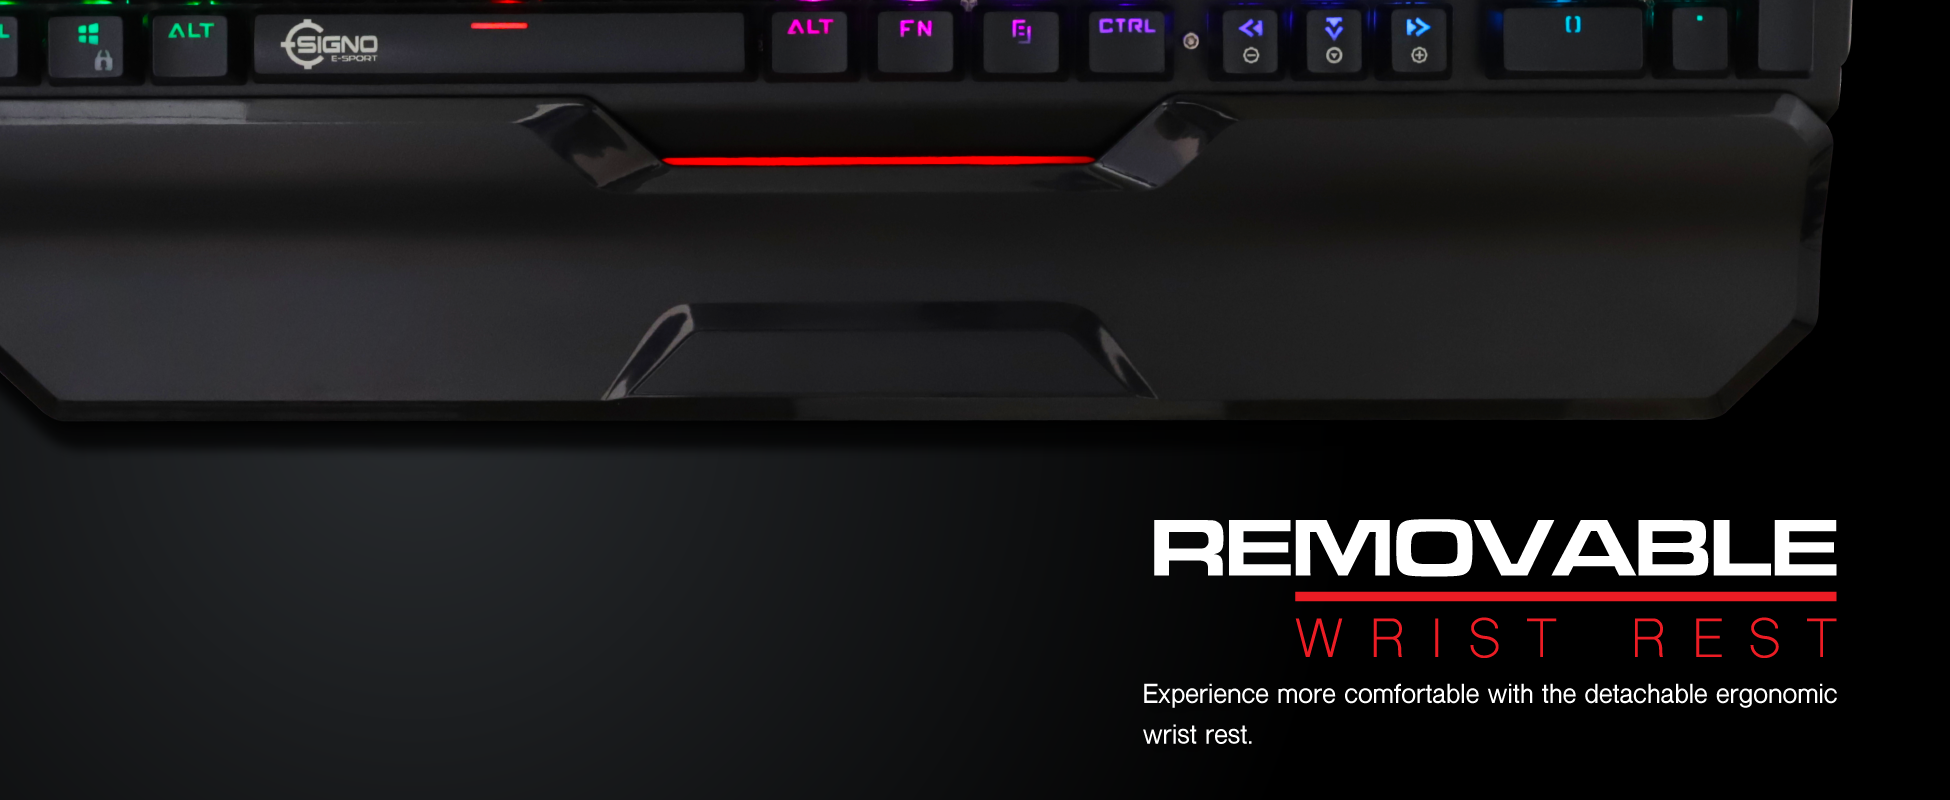 ALT
SIGNO
E-SPORT
ALT
FN
CTRL
REMOVABLE
WRIST REST
Experience more comfortable with the detachable ergonomic
wrist rest.